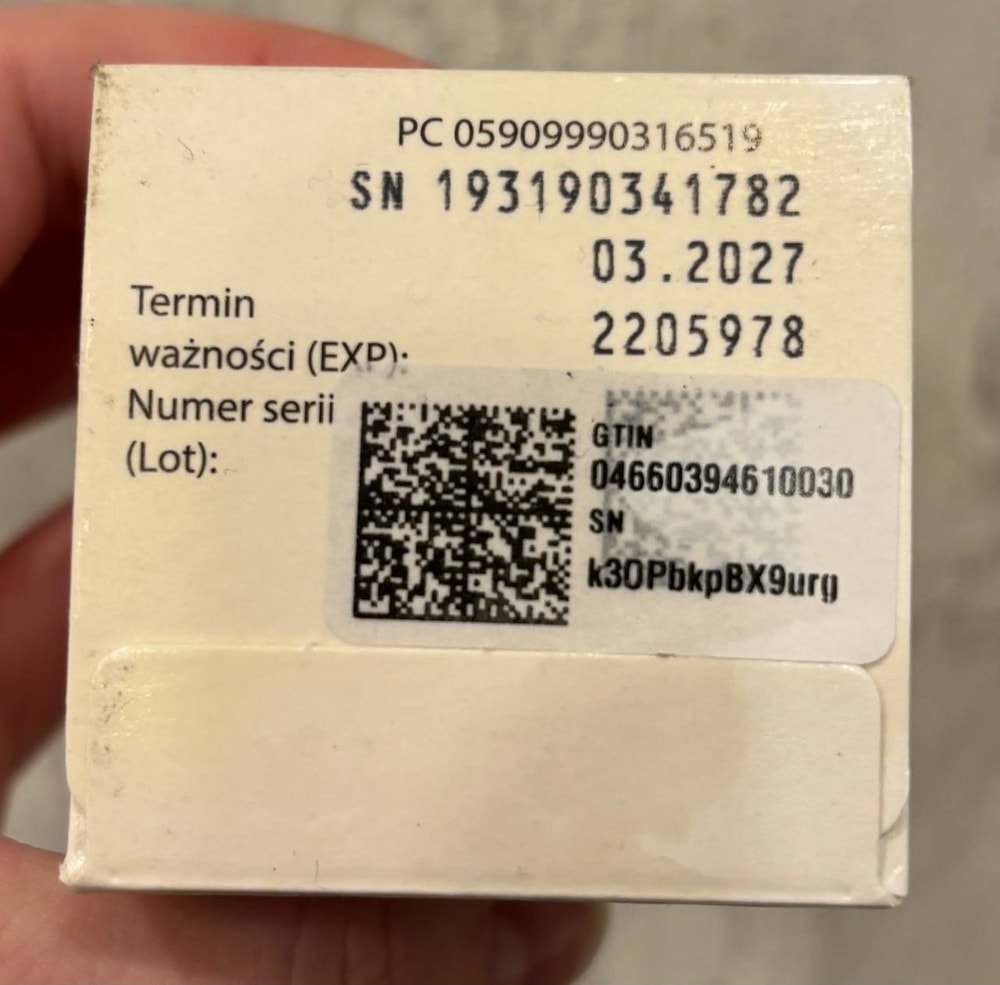 PC 05909990316519
SN 193190341782
03.2027
Termin
ważności (EXP):
2205978
Numer serii
(Lot):
GTIN
04660394610030
SN
k3OPbkpBX9urg